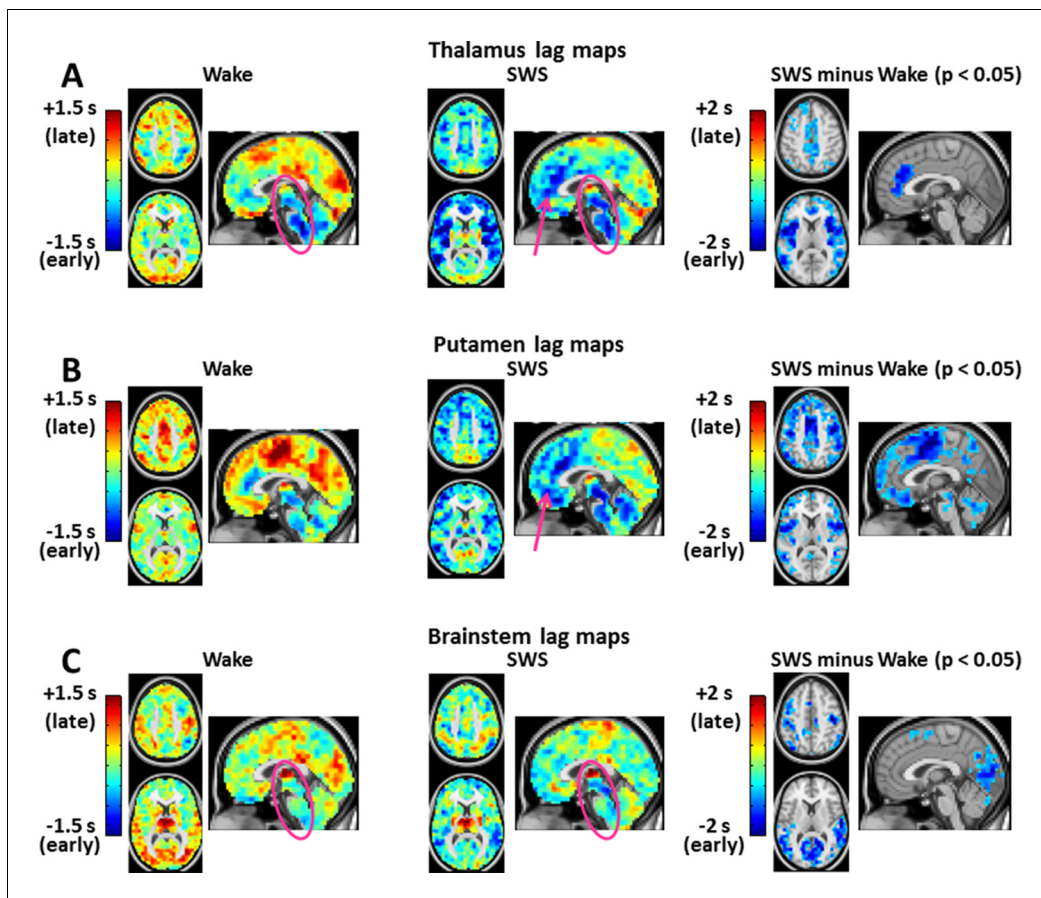 Thalamus lag maps
A
Wake
SWS
SWS minus Wake (p < 0.05)
+1.5 s
(late)
-1.5 s
(early)
+2 s
(late)
-2 s
(early)
Putamen lag maps
B
Wake
SWS
SWS minus Wake (p < 0.05)
+1.5 s
(late)
-1.5 s
(early)
+2 s
(late)
-2 s
(early)
Brainstem lag maps
C
Wake
SWS
SWS minus Wake (p < 0.05)
+1.5 s
(late)
-1.5 s
(early)
+2 s
(late)
-2 s
(early)